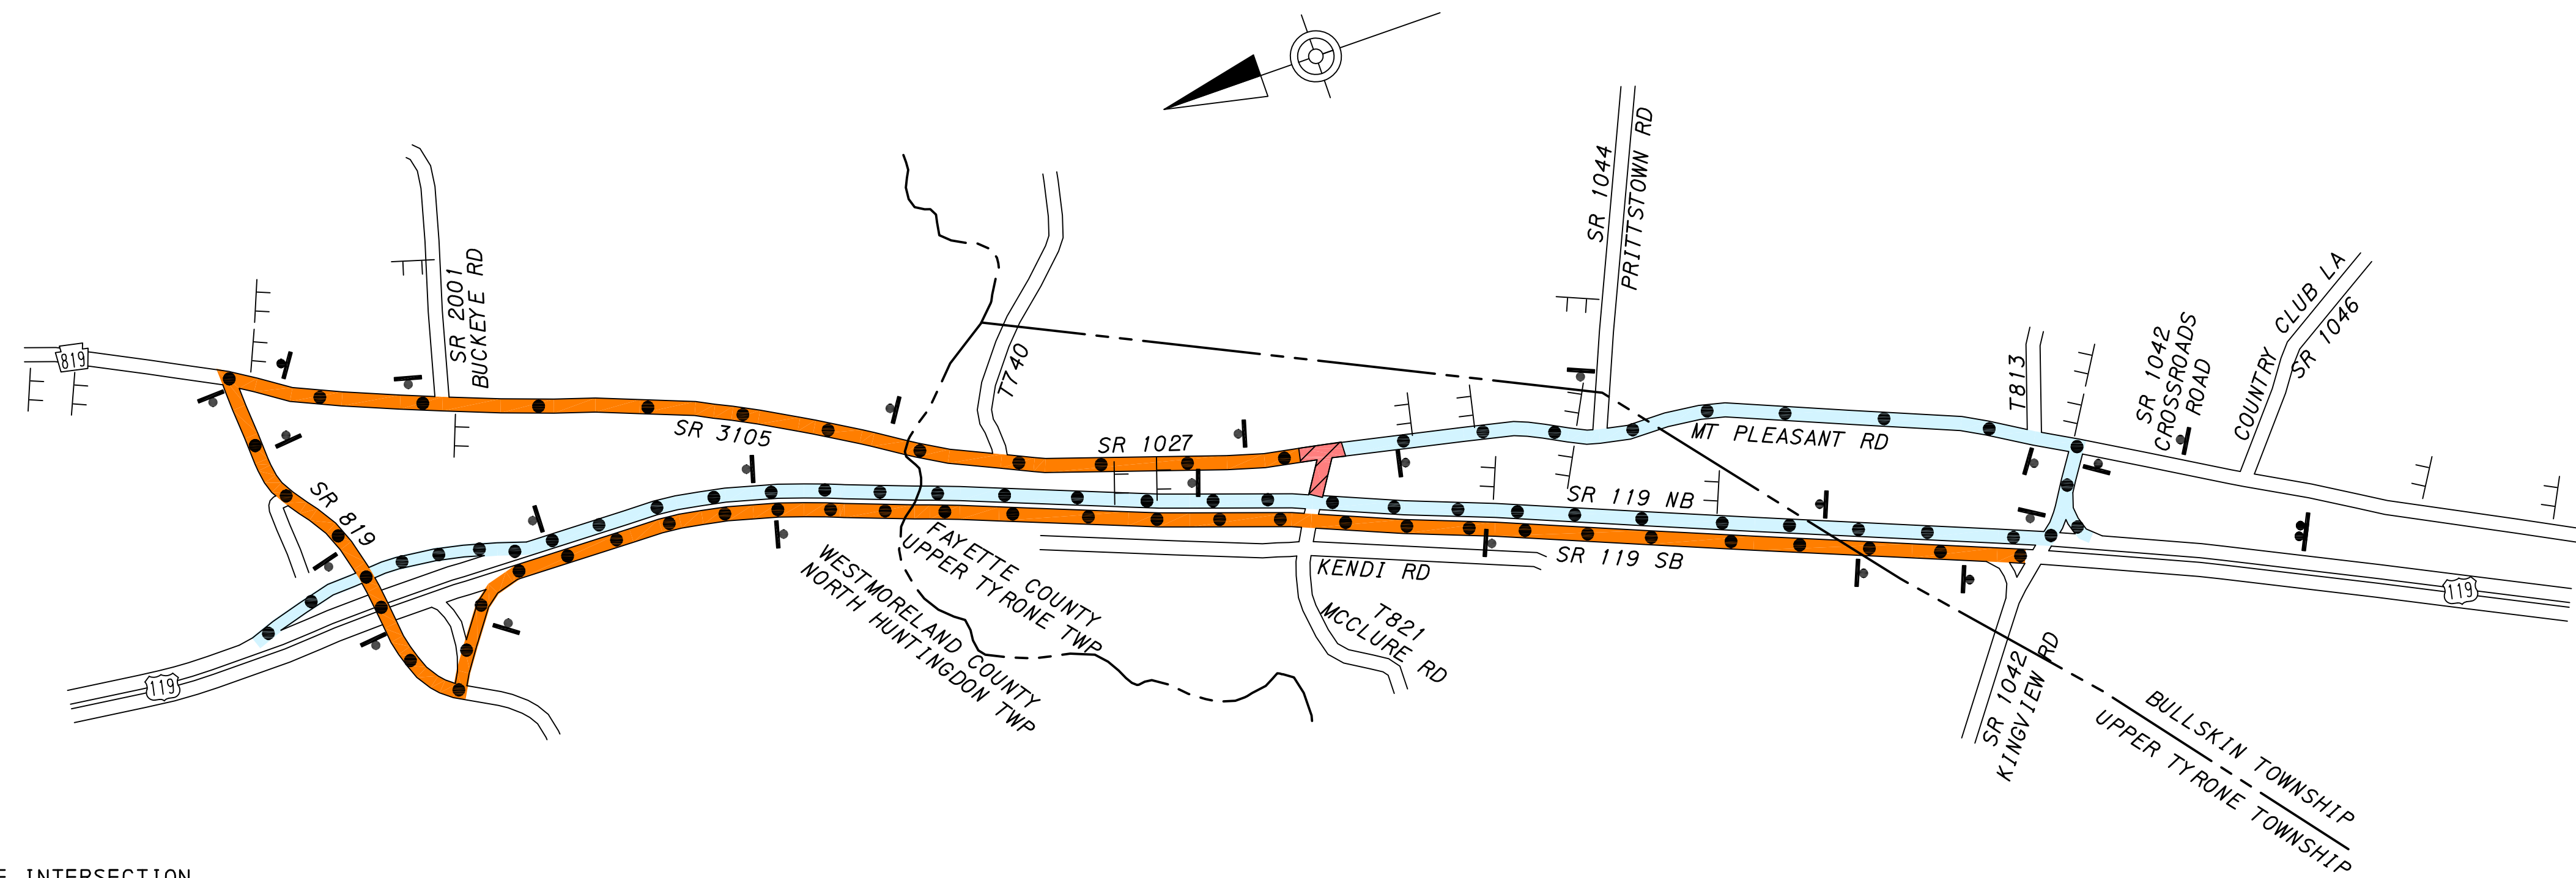 819
SR 2001
BUCKEYE RD
SR 3105
SR 819
119
T740
SR 1027
SR 1044
PRITTSTOWN RD
MT PLEASANT RD
T813
SR 1042
CROSSROADS
ROAD
COUNTRY CLUB LA
SR 1046
SR 119 NB
SR 119 SB
KENDI RD
T821
MCCLURE RD
FAYETTE COUNTY
UPPER TYRONE TWP
WESTMORELAND COUNTY
NORTH HUNTINGDON TWP
SR 1042
KINGVIEW RD
119
BULLSKIN TOWNSHIP
UPPER TYRONE TOWNSHIP
INTERSECTION